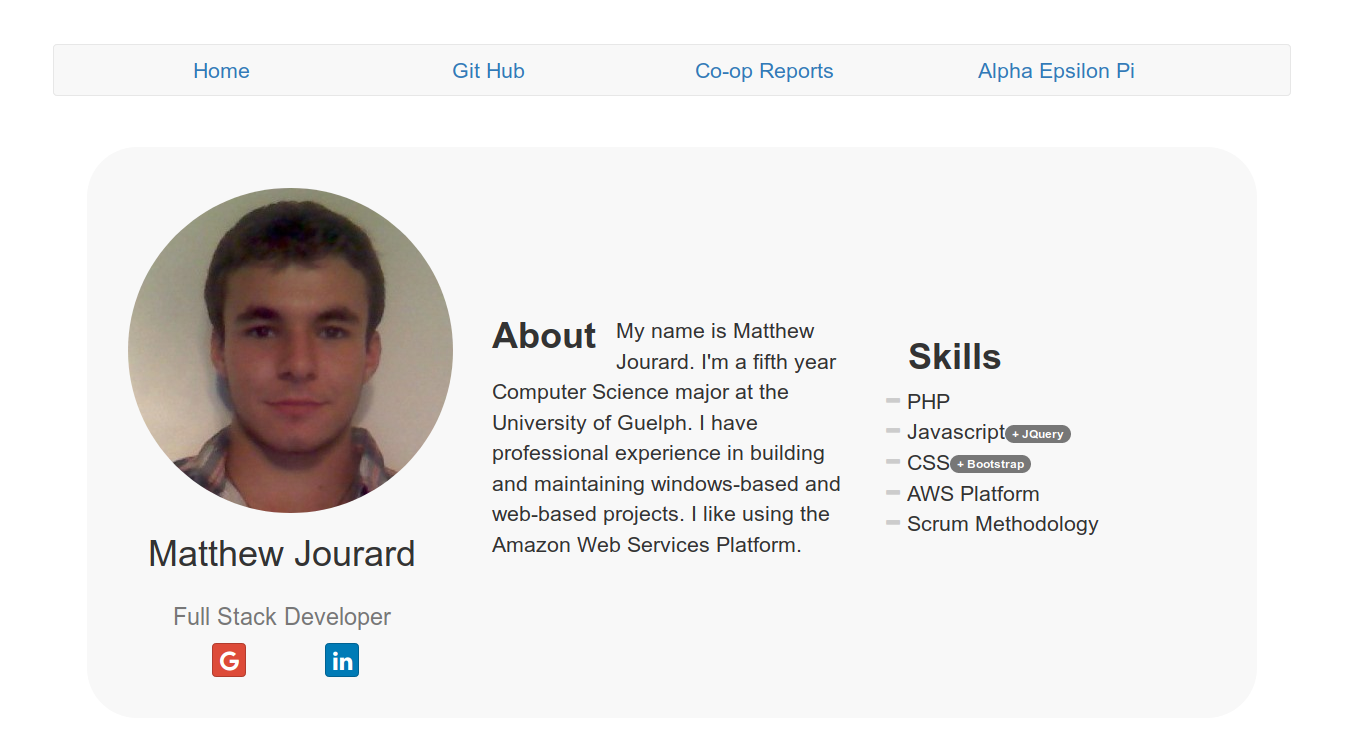 Home Git Hub Co-op Reports Alpha Epsilon Pi
Matthew Jourard
Full Stack Developer
G in
About My name is Matthew
Jourard. I'm a fifth year
Computer Science major at the
University of Guelph. I have
professional experience in building
and maintaining windows-based and
web-based projects. I like using the
Amazon Web Services Platform.
Skills
PHP
Javascript + JQuery
CSS + Bootstrap
AWS Platform
Scrum Methodology